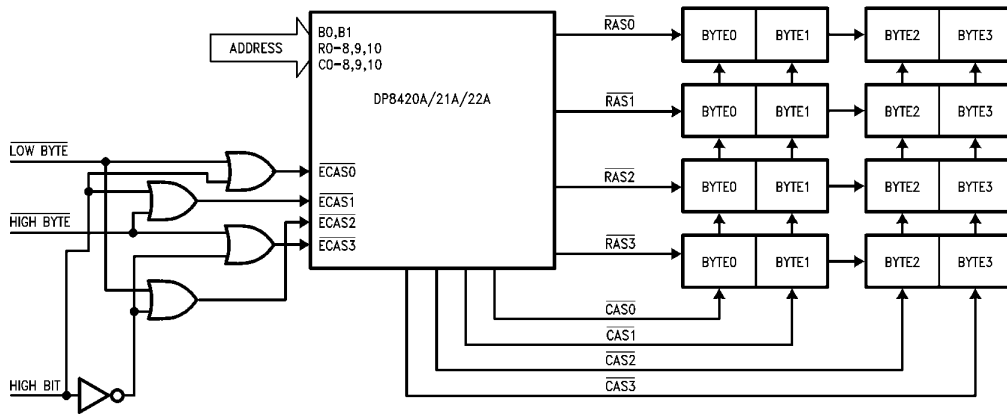 ADDRESS
B0,B1
R0-8,9,10
C0-8,9,10
DP8420A/21A/22A
LOW BYTE
HIGH BYTE
HIGH BIT
ECAS0
ECAS1
ECAS2
ECAS3
RAS0
RAS1
RAS2
RAS3
BYTE0 BYTE1 BYTE2 BYTE3
BYTE0 BYTE1 BYTE2 BYTE3
BYTE0 BYTE1 BYTE2 BYTE3
BYTE0 BYTE1 BYTE2 BYTE3
CAS0
CAS1
CAS2
CAS3